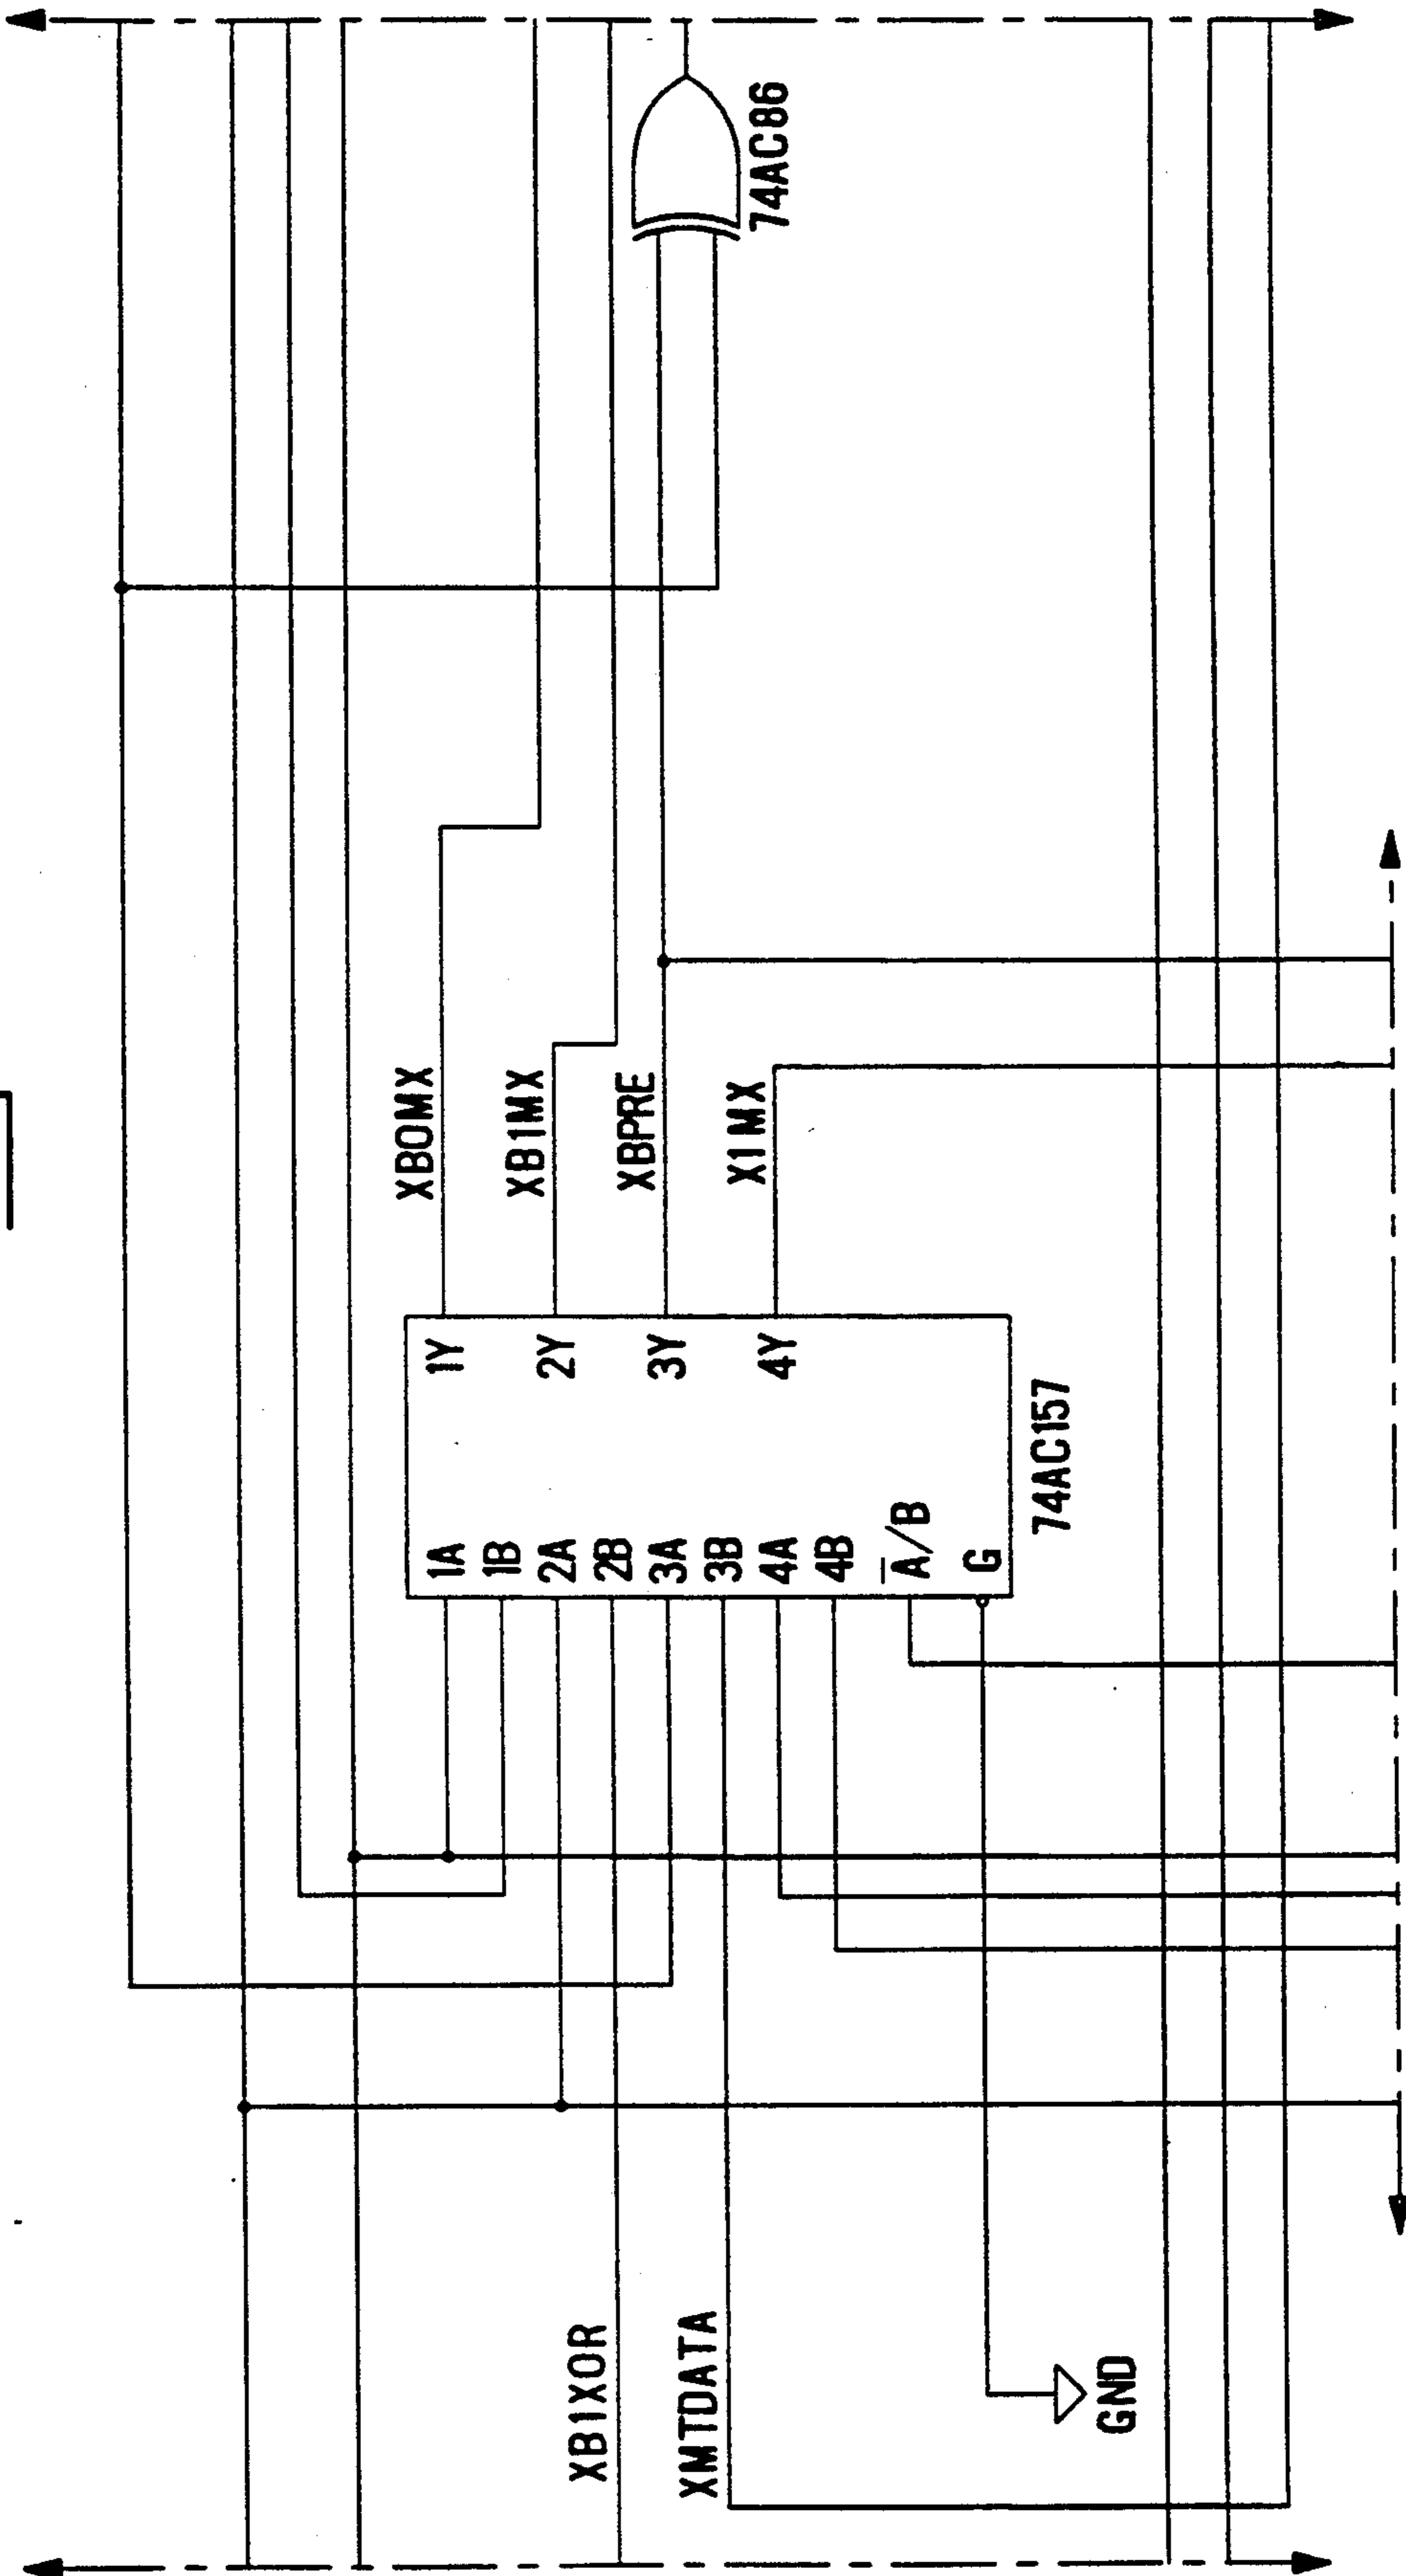 XB0MX
XB1MX
XBPRE
X1MX
1A
1B
2A
2B
3A
3B
4A
4B
A̅/B
G
1Y
2Y
3Y
4Y
74AC157
74AC86
XB1XOR
XMTDATA
GND